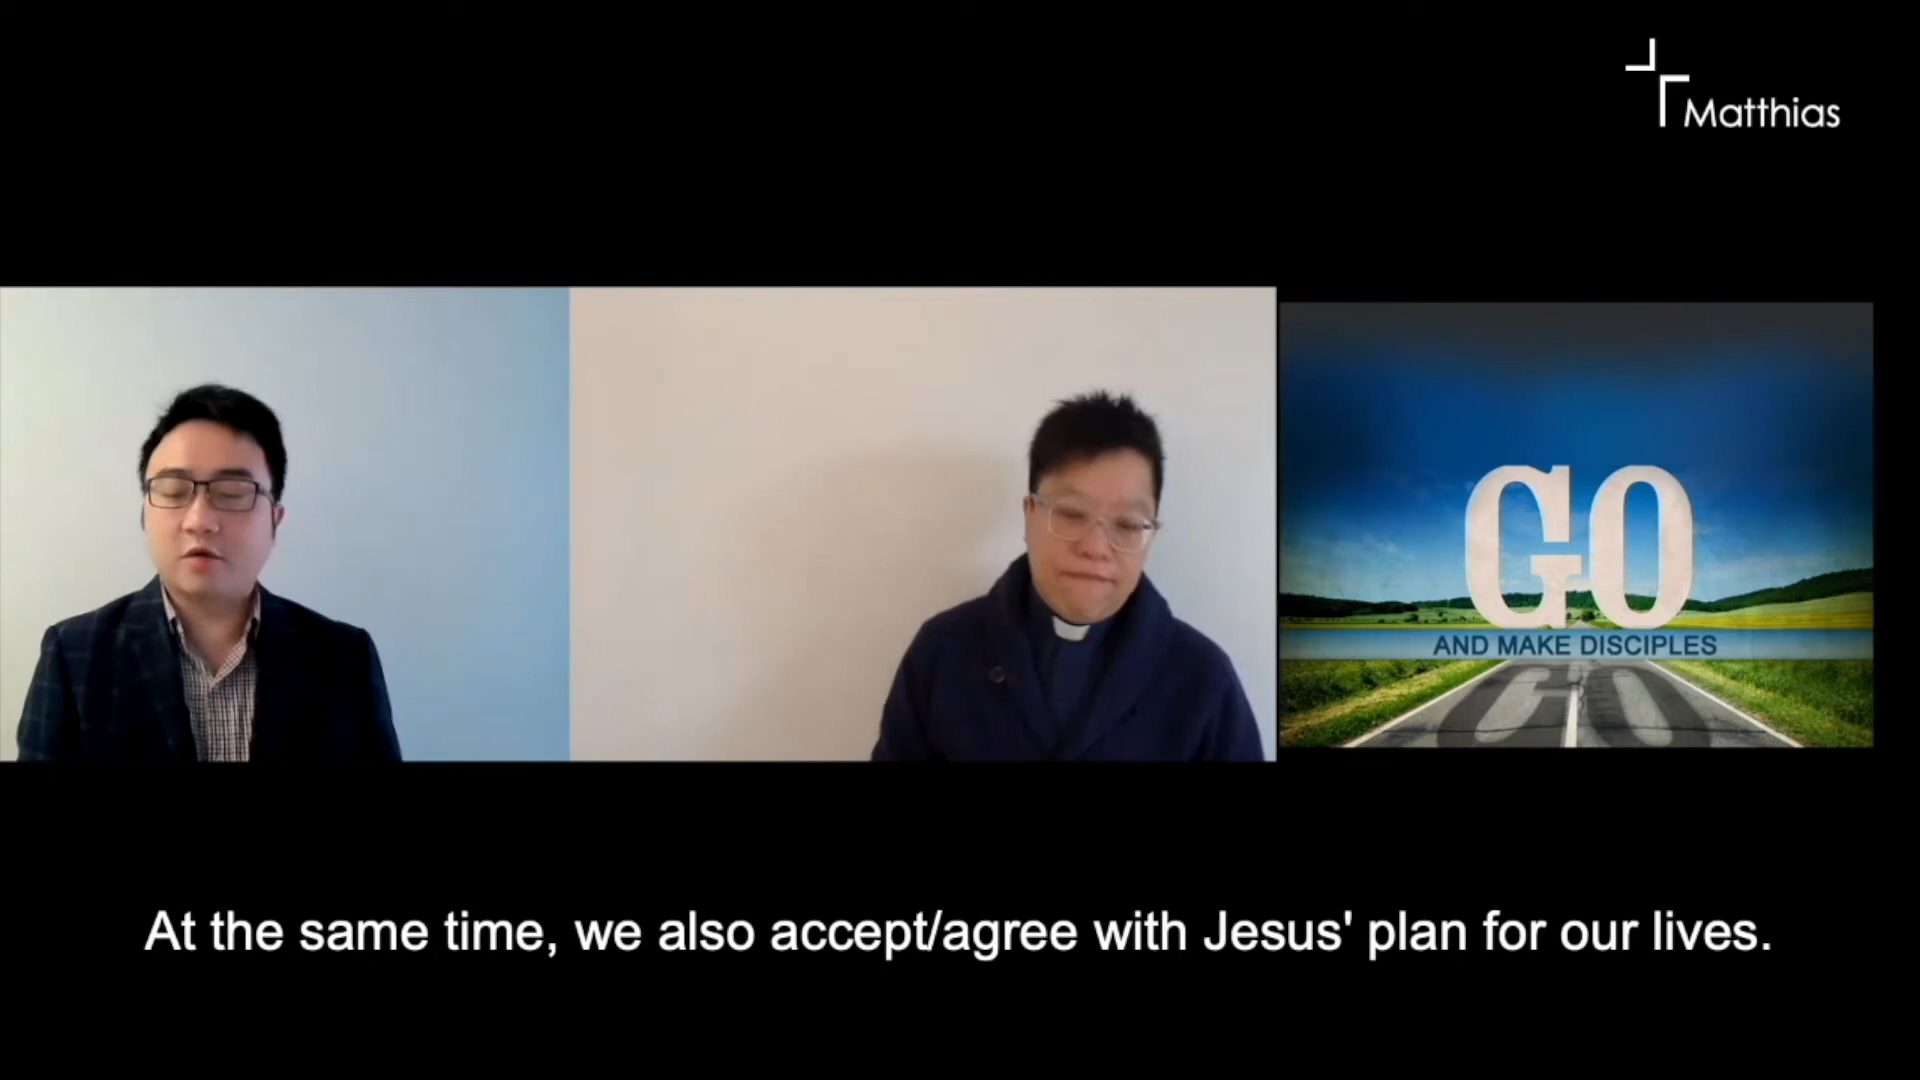 Matthias
GO
AND MAKE DISCIPLES
At the same time, we also accept/agree with Jesus' plan for our lives.